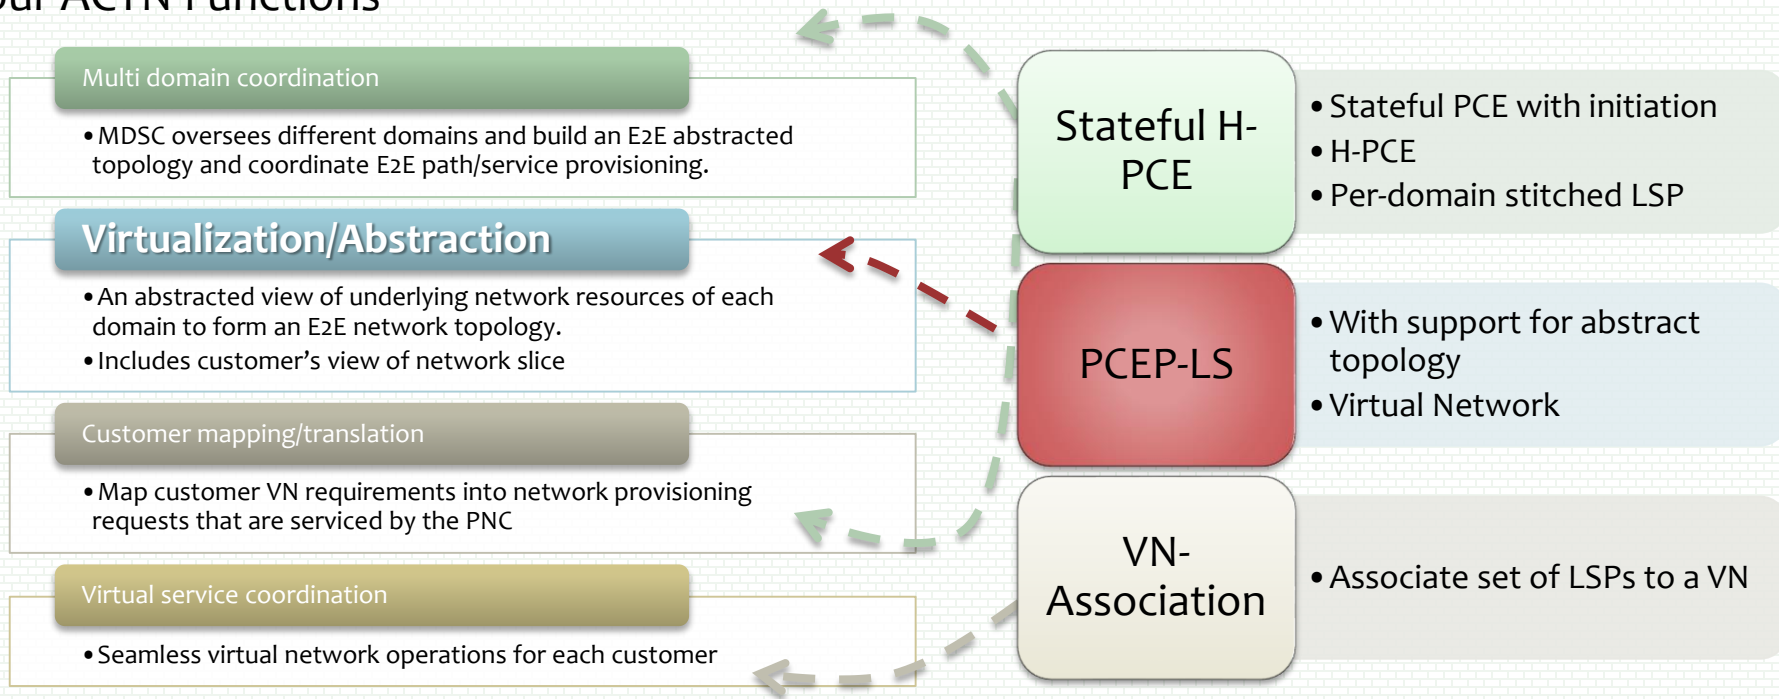 ACTN Functions
Multi domain coordination
• MDSC oversees different domains and build an E2E abstracted
topology and coordinate E2E path/service provisioning.
Virtualization/Abstraction
• An abstracted view of underlying network resources of each
domain to form an E2E network topology.
• Includes customer’s view of network slice
Customer mapping/translation
• Map customer VN requirements into network provisioning
requests that are serviced by the PNC
Virtual service coordination
• Seamless virtual network operations for each customer
Stateful H-
PCE
• Stateful PCE with initiation
• H-PCE
• Per-domain stitched LSP
PCEP-LS
• With support for abstract
topology
• Virtual Network
VN-
Association
• Associate set of LSPs to a VN